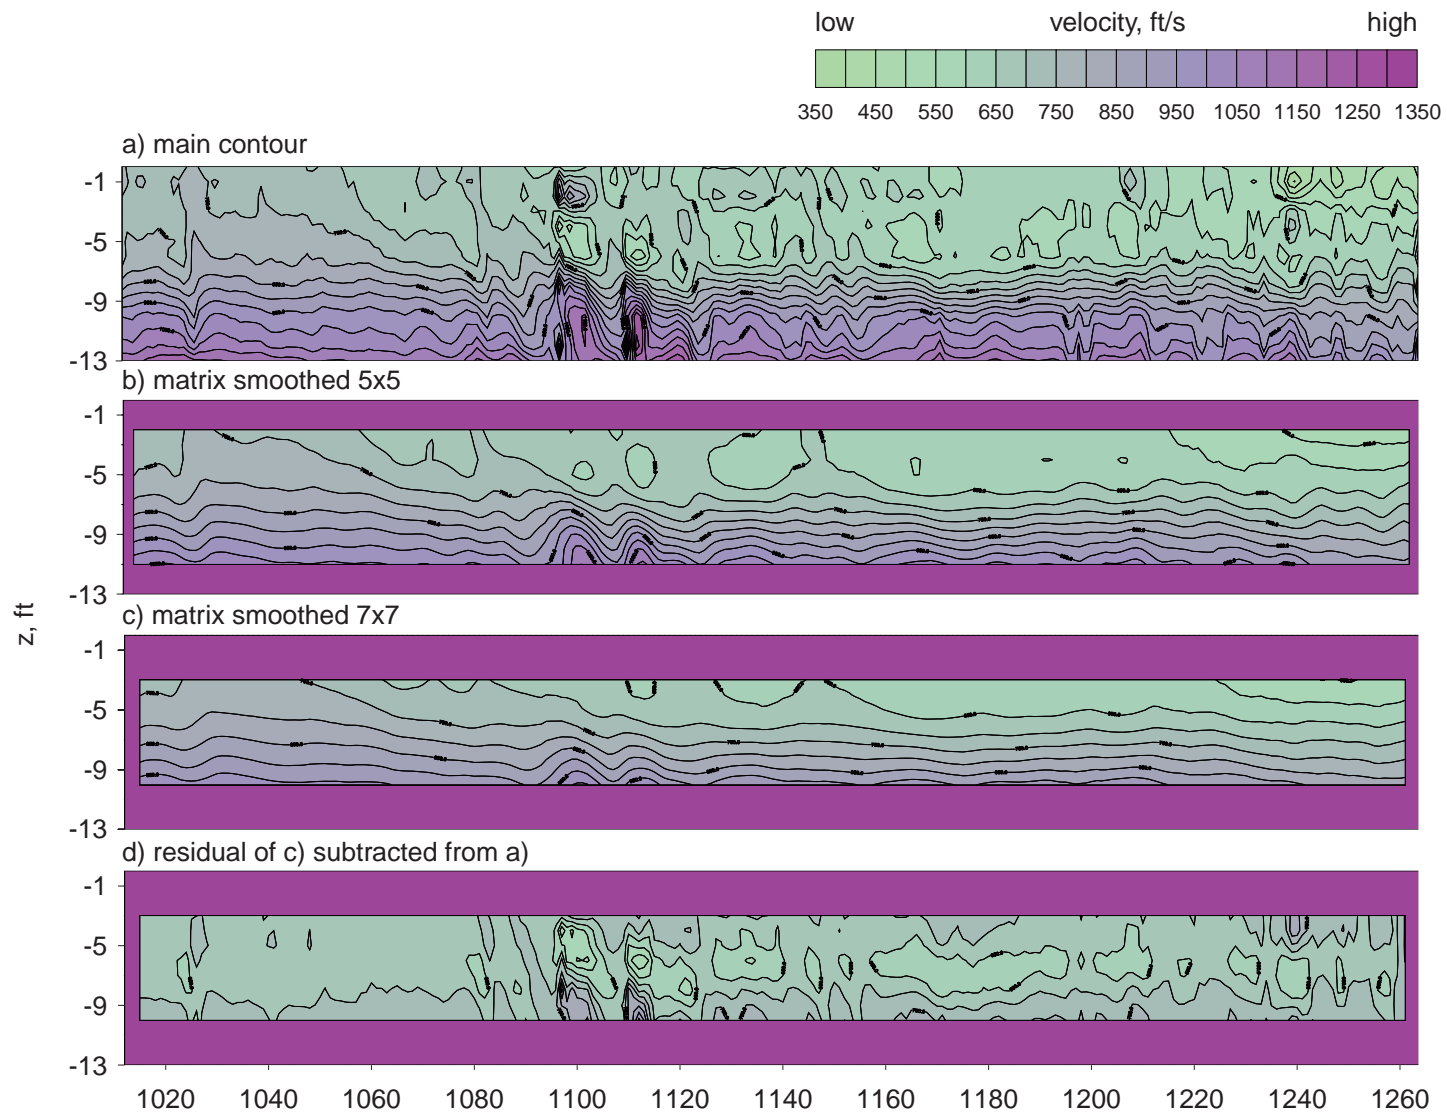 low velocity, ft/s high
350 450 550 650 750 850 950 1050 1150 1250 1350
a) main contour
-1
-5
-9
-13
b) matrix smoothed 5x5
-1
-5
-9
-13
z, ft
c) matrix smoothed 7x7
-1
-5
-9
-13
d) residual of c) subtracted from a)
-1
-5
-9
-13
1020 1040 1060 1080 1100 1120 1140 1160 1180 1200 1220 1240 1260